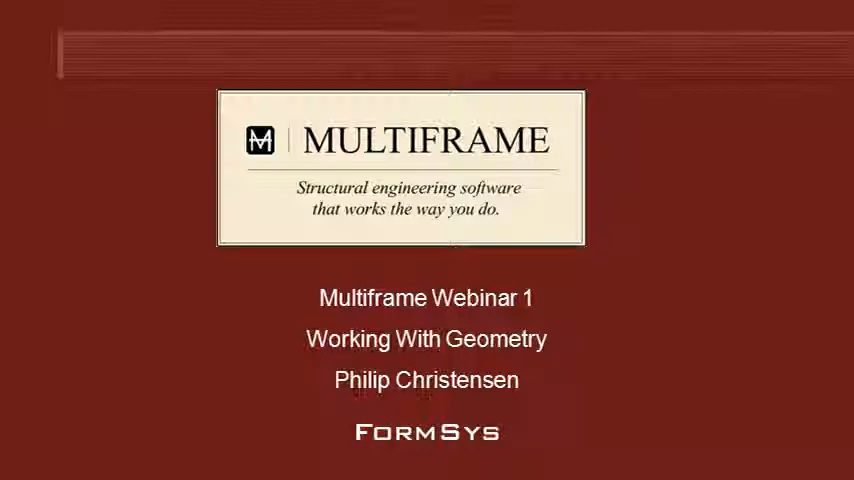 MULTIFRAME
Structural engineering software
that works the way you do.
Multiframe Webinar 1
Working With Geometry
Philip Christensen
FORMSYS